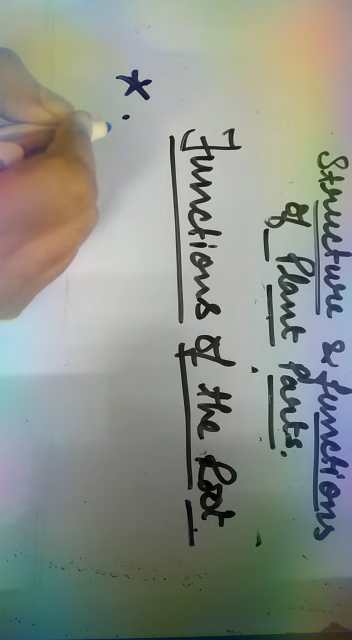 Structure & functions
of Plant Parts.
Functions of the Root
*